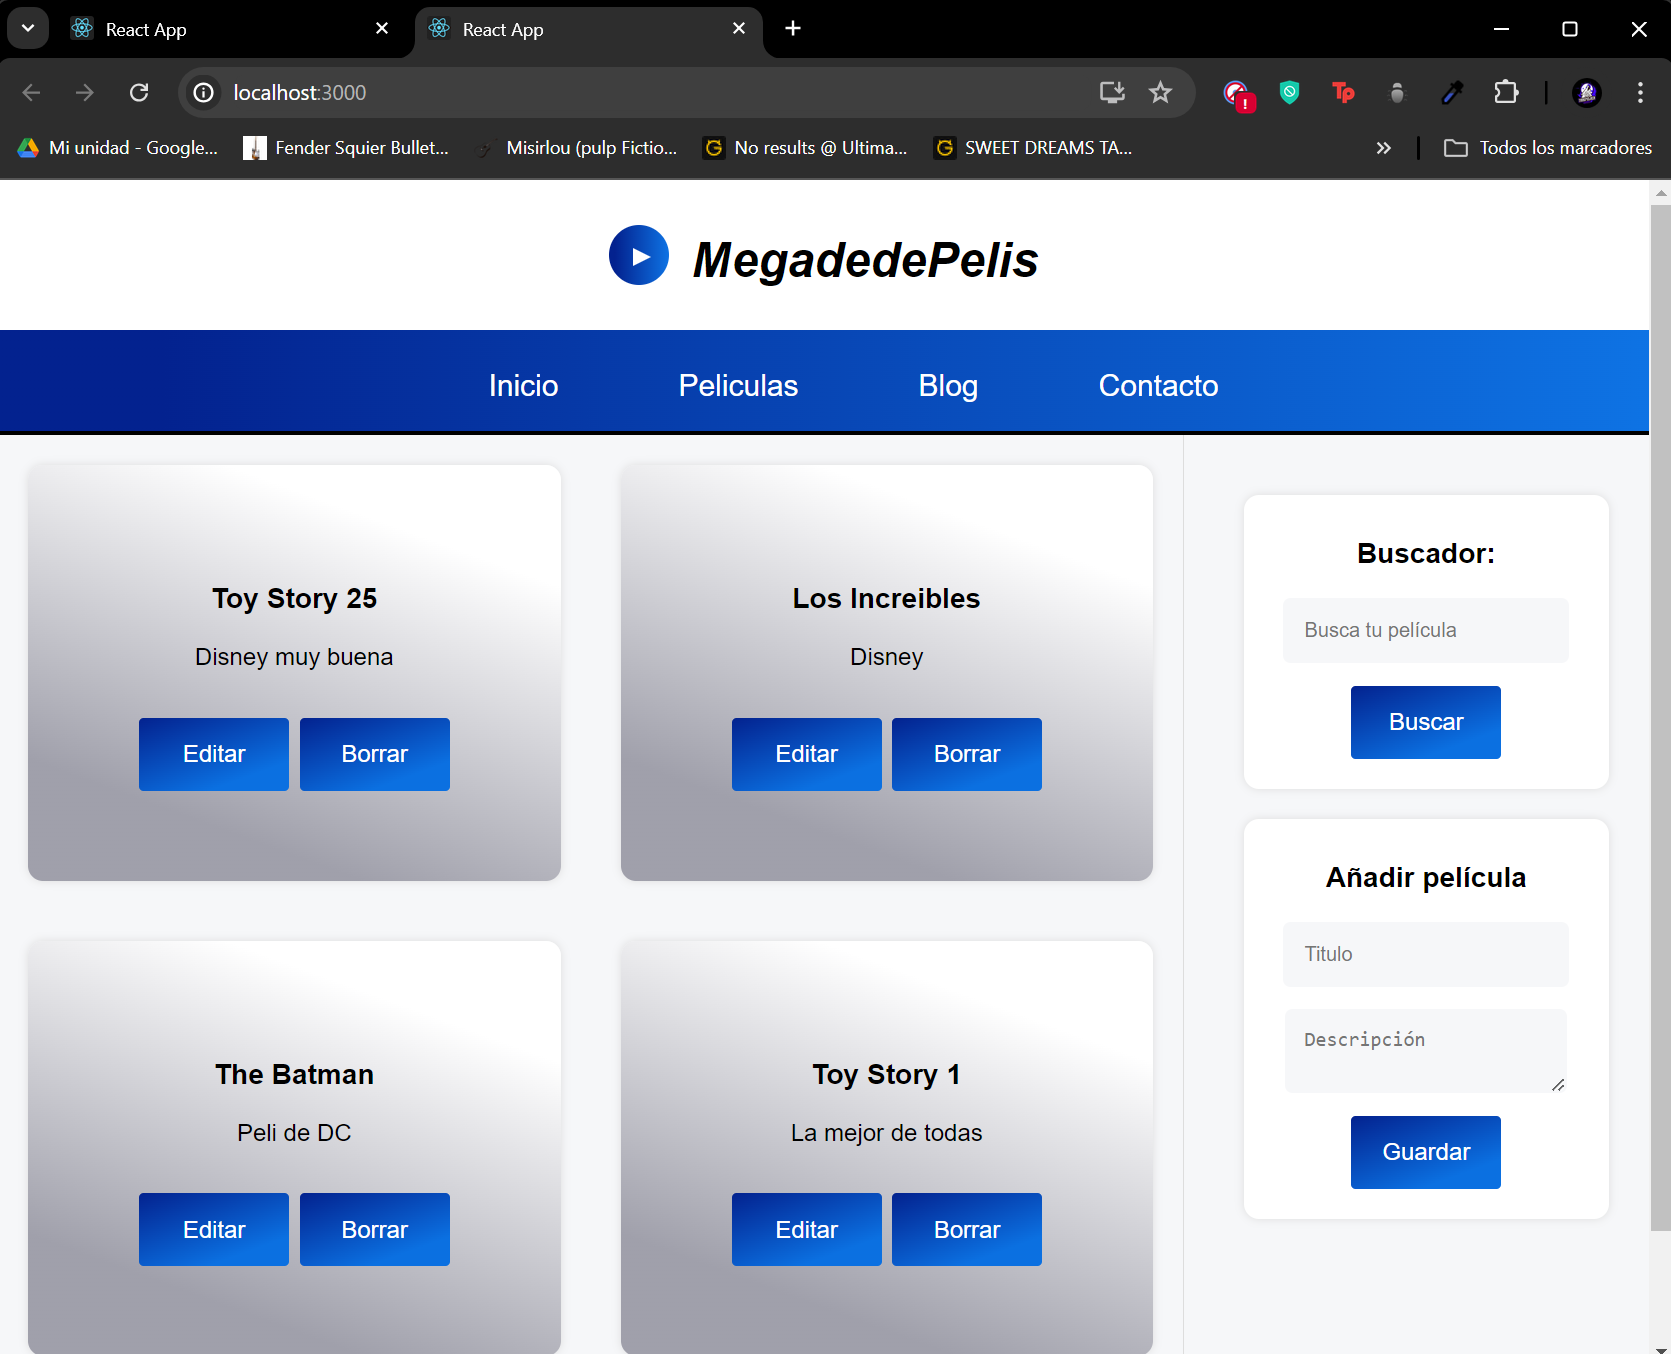 React App
React App
localhost:3000
Mi unidad - Google...
Fender Squier Bullet...
Misirlou (pulp Fictio...
No results @ Ultima...
SWEET DREAMS TA...
Todos los marcadores
MegadedePelis
Inicio
Peliculas
Blog
Contacto
Toy Story 25
Disney muy buena
Editar
Borrar
Los Increibles
Disney
Editar
Borrar
The Batman
Peli de DC
Editar
Borrar
Toy Story 1
La mejor de todas
Editar
Borrar
Buscador:
Busca tu película
Buscar
Añadir película
Titulo
Descripción
Guardar